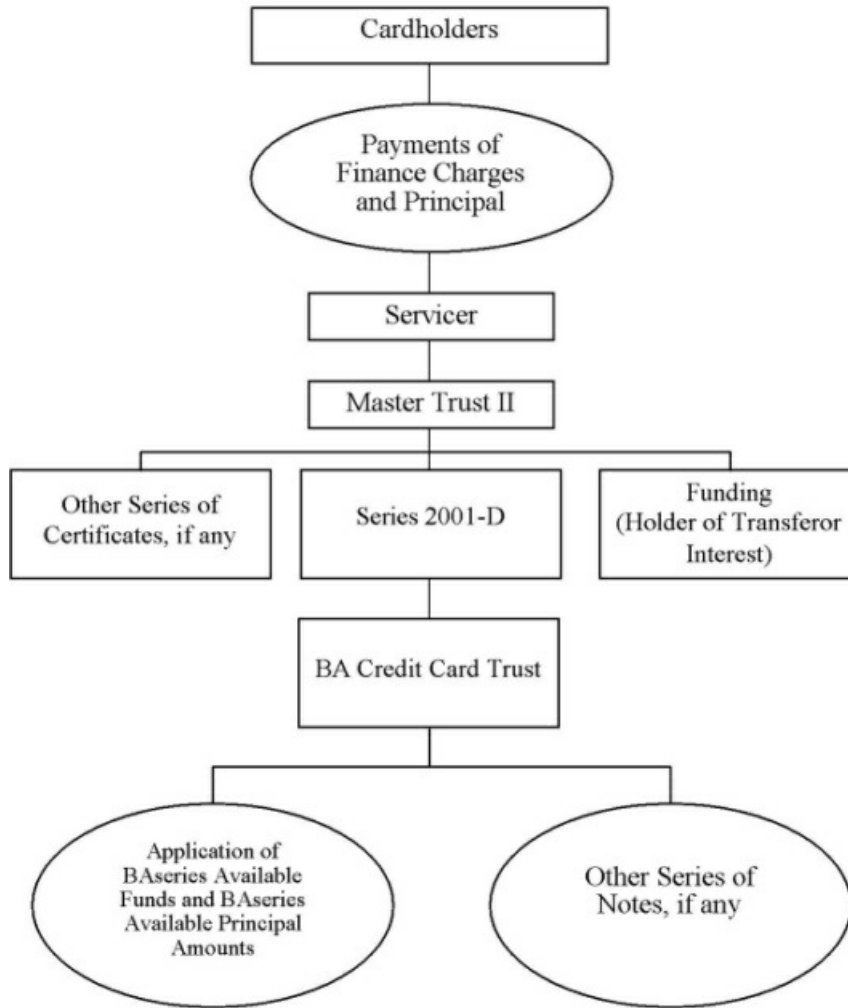 Cardholders
Payments of
Finance Charges
and Principal
Servicer
Master Trust II
Other Series of
Certificates, if any
Series 2001-D
Funding
(Holder of Transferor
Interest)
BA Credit Card Trust
Application of
BAseries Available
Funds and BAseries
Available Principal
Amounts
Other Series of
Notes, if any